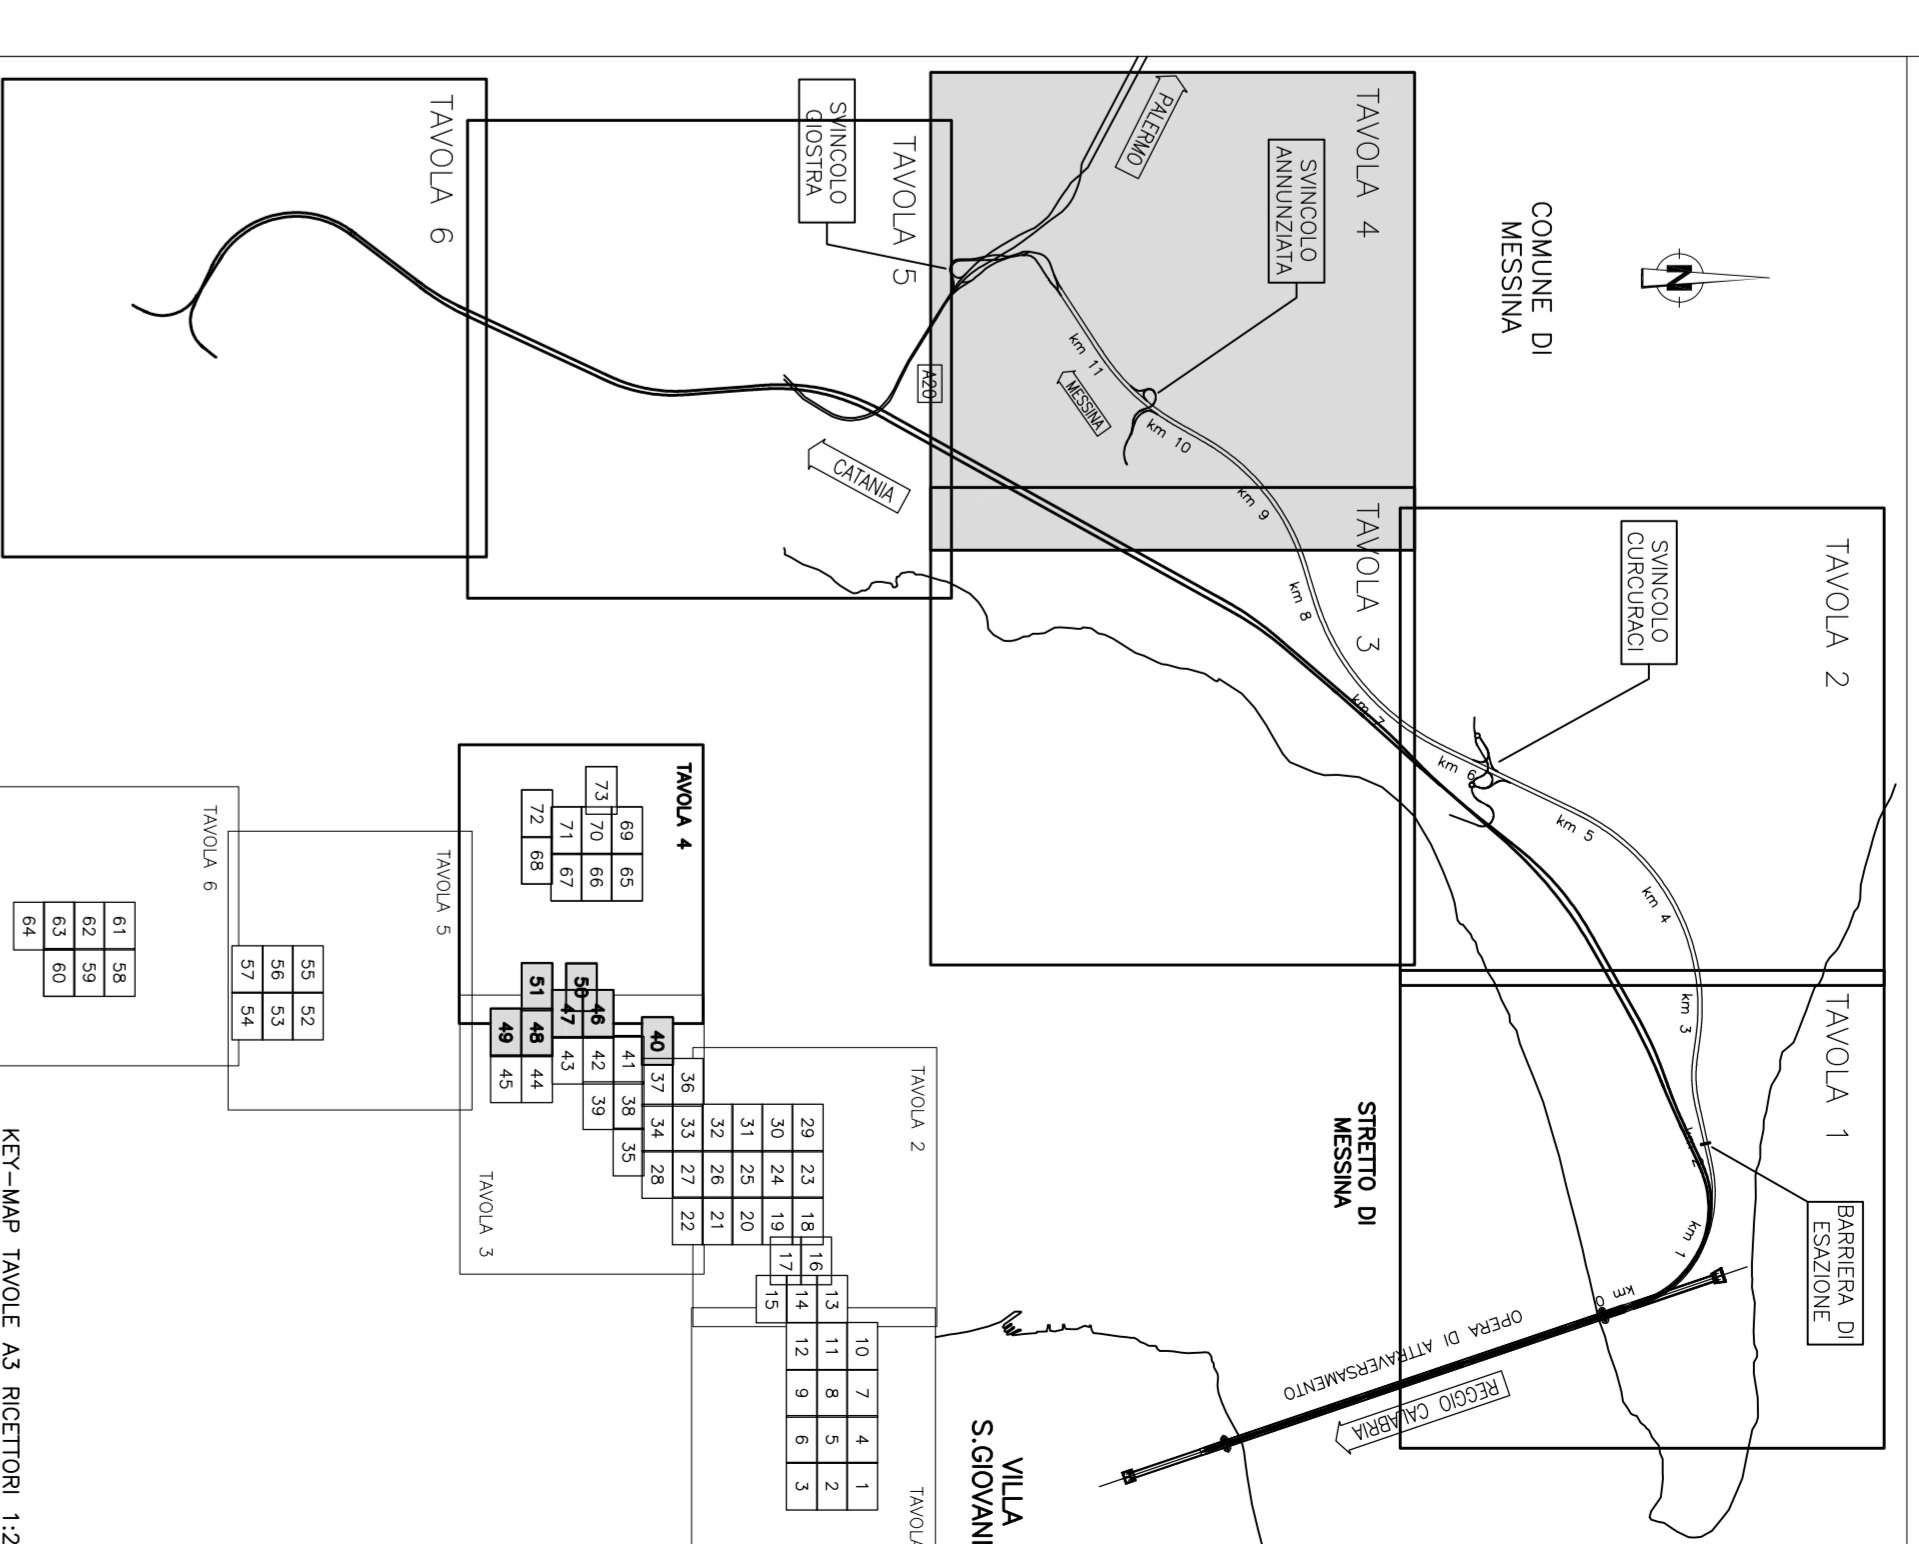 COMUNE DI
MESSINA
N
TAVOLA 2
TAVOLA 1
TAVOLA 4
TAVOLA 3
TAVOLA 5
TAVOLA 6
SVINCOLO
CURCURACI
BARRIERA DI
ESAZIONE
SVINCOLO
ANNUNZIATA
SVINCOLO
GIOSTRA
PALERMO
MESSINA
CATANIA
A20
km 11
km 10
km 9
km 8
km 7
km 6
km 5
km 4
km 3
km 2
km 1
km 0
OPERA DI ATTRAVERSAMENTO
REGGIO CALABRIA
STRETTO DI
MESSINA
VILLA
S.GIOVANI
TAVOLA
TAVOLA 2
TAVOLA 4
TAVOLA 3
TAVOLA 5
TAVOLA 6
73
69
65
70
66
71
67
72
68
50
46
47
51
48
49
40
41
42
43
44
45
36
37
38
39
29
23
18
30
24
19
31
25
20
32
26
21
33
27
22
34
28
35
16
17
13
14
15
10
7
4
1
11
8
5
2
12
9
6
3
55
52
56
53
57
54
61
58
62
59
63
60
64
KEY-MAP TAVOLE A3 RICETTORI 1:2